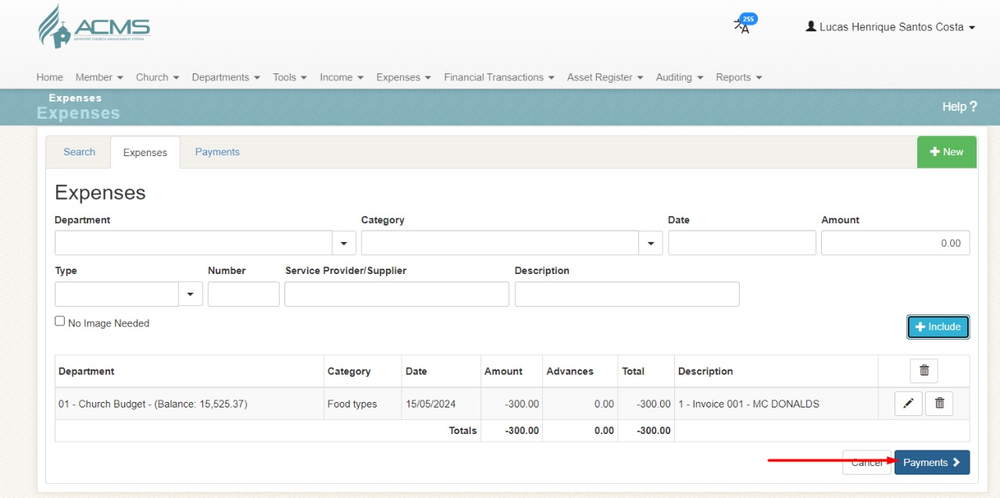 ACMS
255
Lucas Henrique Santos Costa
Home Member Church Departments Tools Income Expenses Financial Transactions Asset Register Auditing Reports
Expenses
Expenses
Help ?
Search Expenses Payments
New
Expenses
Department Category Date Amount
0.00
Type Number Service Provider/Supplier Description
No Image Needed
Include
Department Category Date Amount Advances Total Description
01 - Church Budget - (Balance: 15,525.37) Food types 15/05/2024 -300.00 0.00 -300.00 1 - Invoice 001 - MC DONALDS
Totals -300.00 0.00 -300.00
Cancel Payments